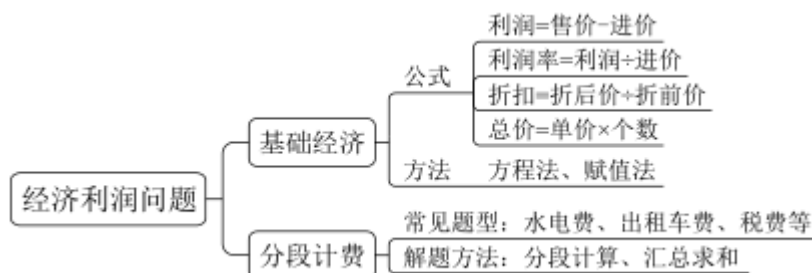 经济利润问题
基础经济
公式
利润=售价-进价
利润率=利润÷进价
折扣=折后价÷折前价
总价=单价×个数
方法
方程法、赋值法
分段计费
常见题型：水电费、出租车费、税费等
解题方法：分段计算、汇总求和